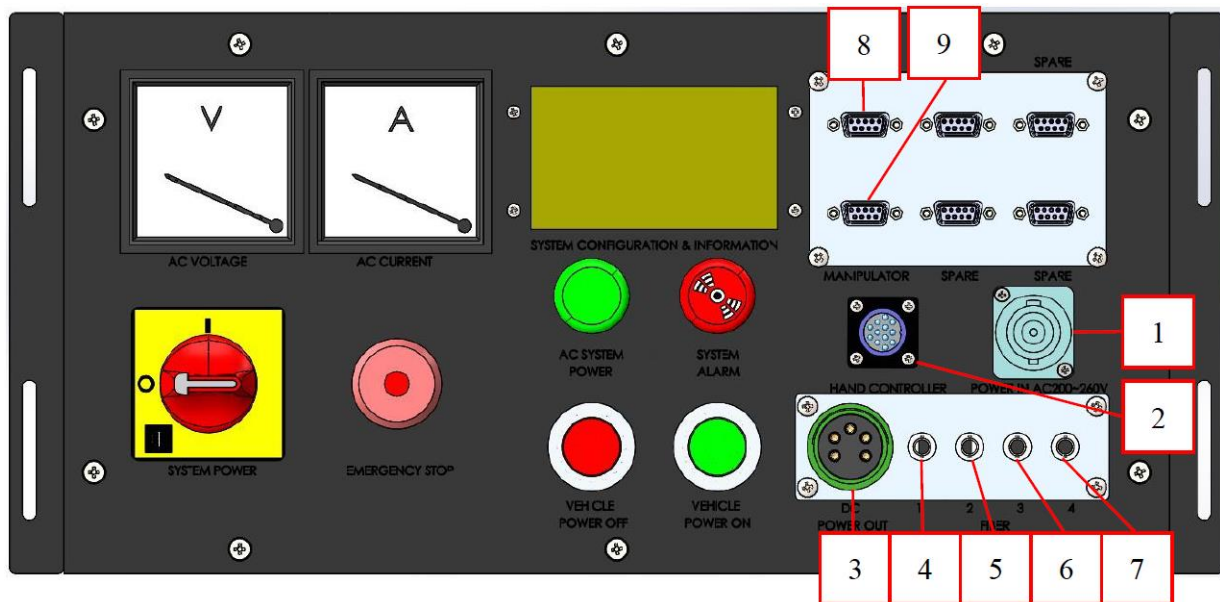 8
9
SPARE
V
A
AC VOLTAGE
AC CURRENT
SYSTEM CONFIGURATION & INFORMATION
MANIPULATOR
SPARE
SPARE
1
AC SYSTEM
POWER
SYSTEM
ALARM
HAND CONTROLLER
POWER IN AC200~260V
2
I
O
I
SYSTEM POWER
EMERGENCY STOP
VEHICLE
POWER OFF
VEHICLE
POWER ON
DC
POWER OUT
1
2
3
4
3
4
5
6
7